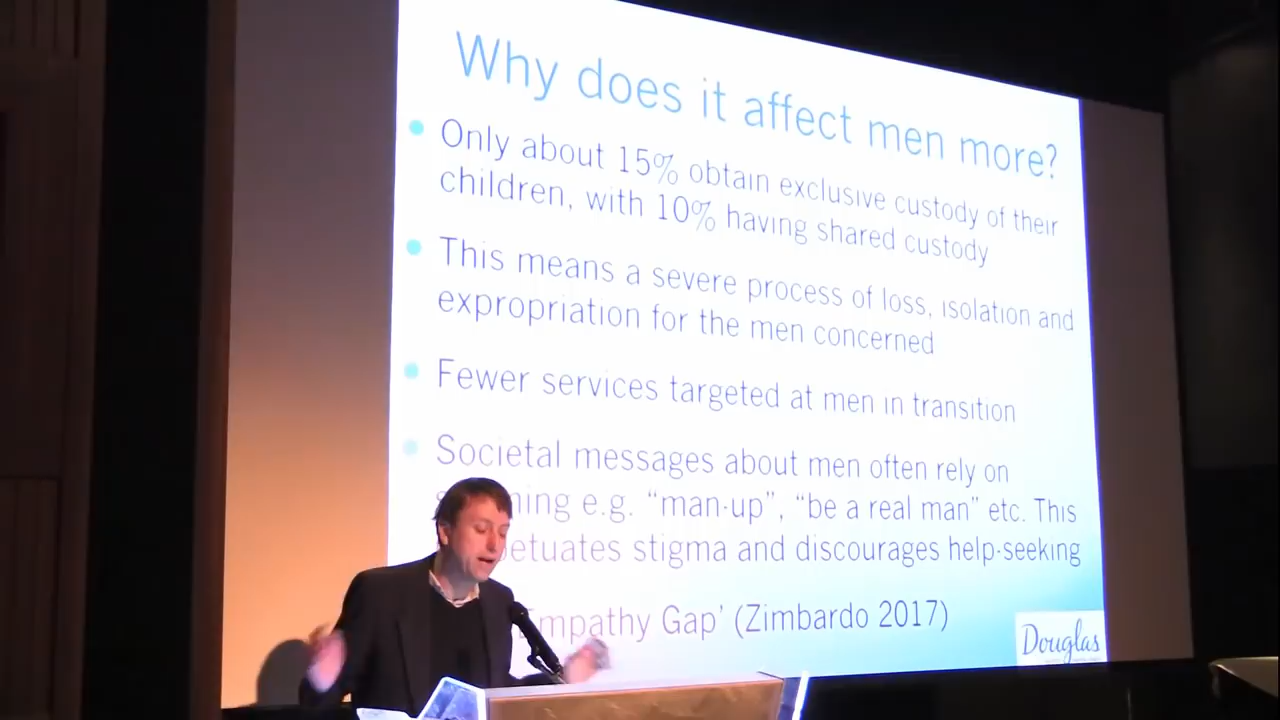 Why does it affect men more?
Only about 15% obtain exclusive custody of their
children, with 10% having shared custody
This means a severe process of loss, isolation and
expropriation for the men concerned
Fewer services targeted at men in transition
Societal messages about men often rely on
e.g. “man-up”, “be a real man” etc. This
stigma and discourages help-seeking
Empathy Gap’ (Zimbardo 2017)
Douglas